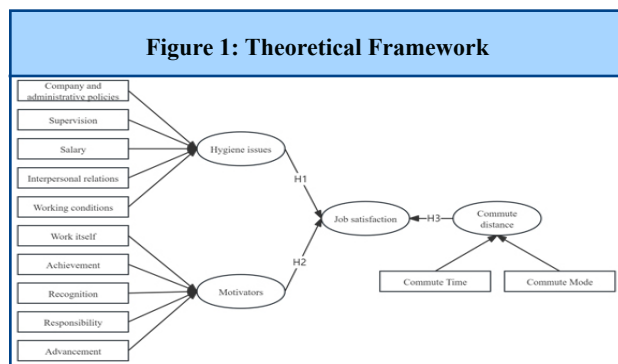 Figure 1: Theoretical Framework
Company and
administrative policies
Supervision
Salary
Interpersonal relations
Working conditions
Work itself
Achievement
Recognition
Responsibility
Advancement
Hygiene issues
Motivators
H1
H2
Job satisfaction
H3
Commute
distance
Commute Time
Commute Mode